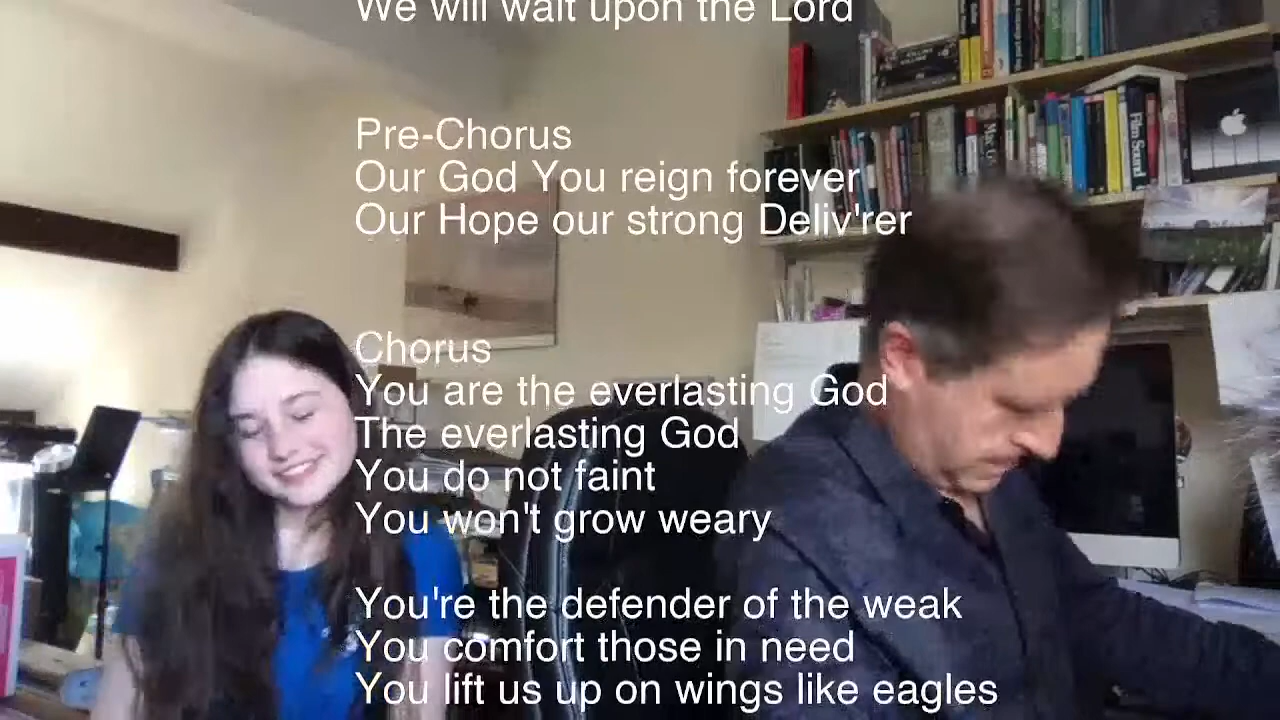 We will wait upon the Lord
Pre-Chorus
Our God You reign forever
Our Hope our strong Deliv'rer
Chorus
You are the everlasting God
The everlasting God
You do not faint
You won't grow weary
You're the defender of the weak
You comfort those in need
You lift us up on wings like eagles
Film Sound